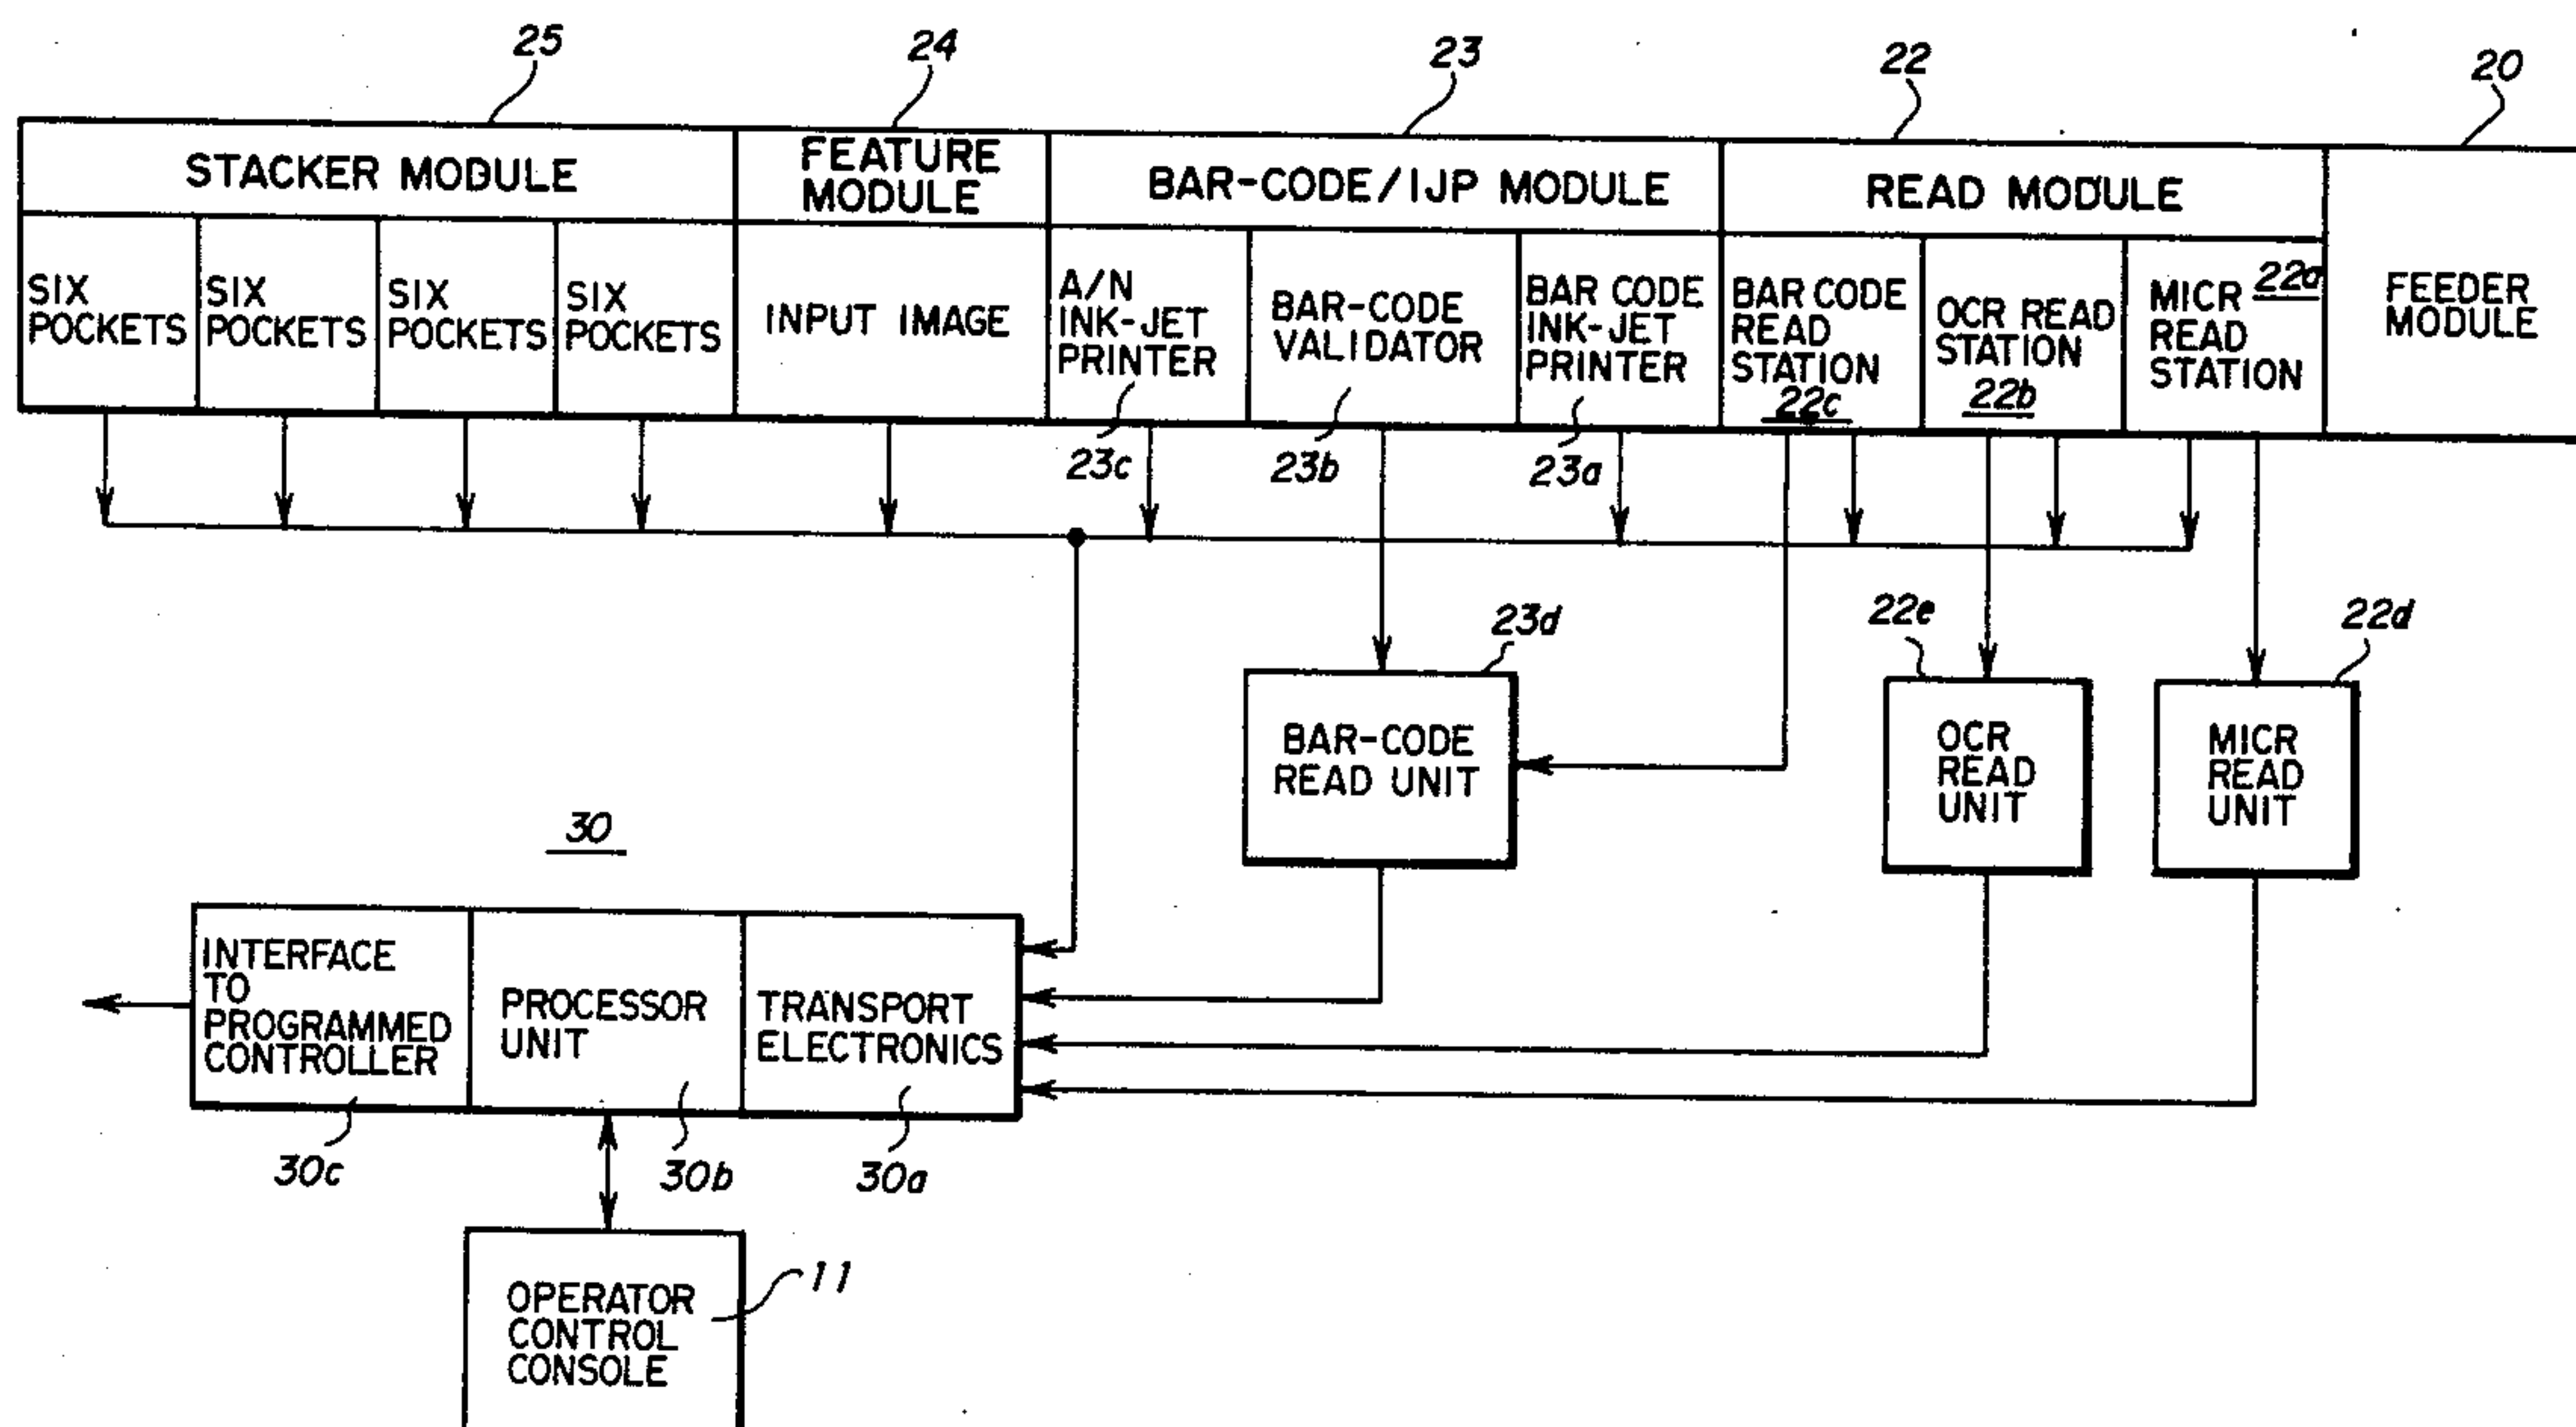 25
24
23
22
20
STACKER MODULE
FEATURE
MODULE
BAR-CODE/IJP MODULE
READ MODULE
SIX
POCKETS
SIX
POCKETS
SIX
POCKETS
SIX
POCKETS
INPUT IMAGE
A/N
INK-JET
PRINTER
BAR-CODE
VALIDATOR
BAR CODE
INK-JET
PRINTER
BAR CODE
READ
STATION
22c
OCR READ
STATION
22b
MICR 22a
READ
STATION
FEEDER
MODULE
23c
23b
23a
23d
22e
22d
BAR-CODE
READ UNIT
OCR
READ
UNIT
MICR
READ
UNIT
30
INTERFACE
TO
PROGRAMMED
CONTROLLER
PROCESSOR
UNIT
TRANSPORT
ELECTRONICS
30c
30b
30a
OPERATOR
CONTROL
CONSOLE
11